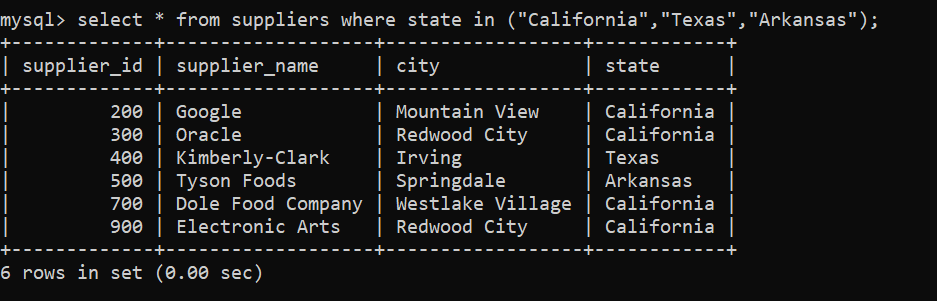 mysql> select * from suppliers where state in ("California","Texas","Arkansas");
+-------------+-------------------+------------------+------------+
| supplier_id | supplier_name     | city             | state      |
+-------------+-------------------+------------------+------------+
|         200 | Google            | Mountain View    | California |
|         300 | Oracle            | Redwood City     | California |
|         400 | Kimberly-Clark    | Irving           | Texas      |
|         500 | Tyson Foods       | Springdale       | Arkansas   |
|         700 | Dole Food Company | Westlake Village | California |
|         900 | Electronic Arts   | Redwood City     | California |
+-------------+-------------------+------------------+------------+
6 rows in set (0.00 sec)